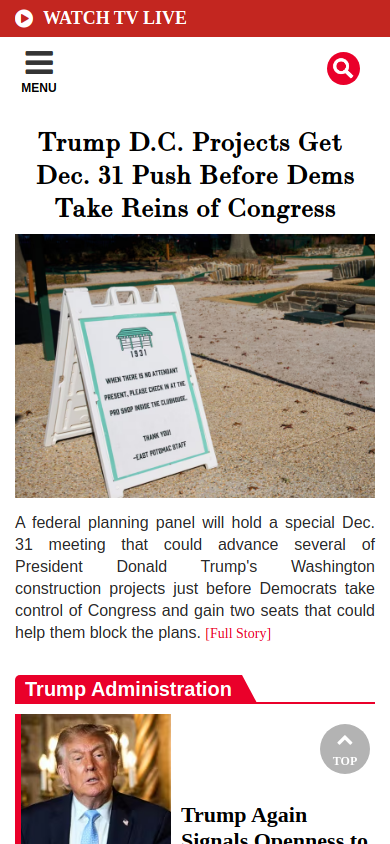 WATCH TV LIVE
MENU
Trump D.C. Projects Get
Dec. 31 Push Before Dems
Take Reins of Congress
1931
WHEN THERE IS NO ATTENDANT
PRESENT, PLEASE CHECK IN AT THE
PRO SHOP INSIDE THE CLUBHOUSE.
THANK YOU!
~EAST POTOMAC STAFF
A federal planning panel will hold a special Dec.
31 meeting that could advance several of
President Donald Trump's Washington
construction projects just before Democrats take
control of Congress and gain two seats that could
help them block the plans. [Full Story]
Trump Administration
TOP
Trump Again
Signals Openness to